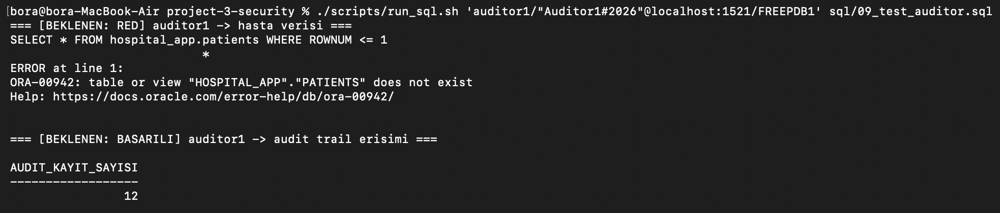 [bora@bora-MacBook-Air project-3-security % ./scripts/run_sql.sh 'auditor1/"Auditor1#2026"@localhost:1521/FREEPDB1' sql/09_test_auditor.sql
=== [BEKLENEN: RED] auditor1 -> hasta verisi ===
SELECT * FROM hospital_app.patients WHERE ROWNUM <= 1
*
ERROR at line 1:
ORA-00942: table or view "HOSPITAL_APP"."PATIENTS" does not exist
Help: https://docs.oracle.com/error-help/db/ora-00942/
=== [BEKLENEN: BASARILI] auditor1 -> audit trail erisimi ===
AUDIT_KAYIT_SAYISI
------------------
12